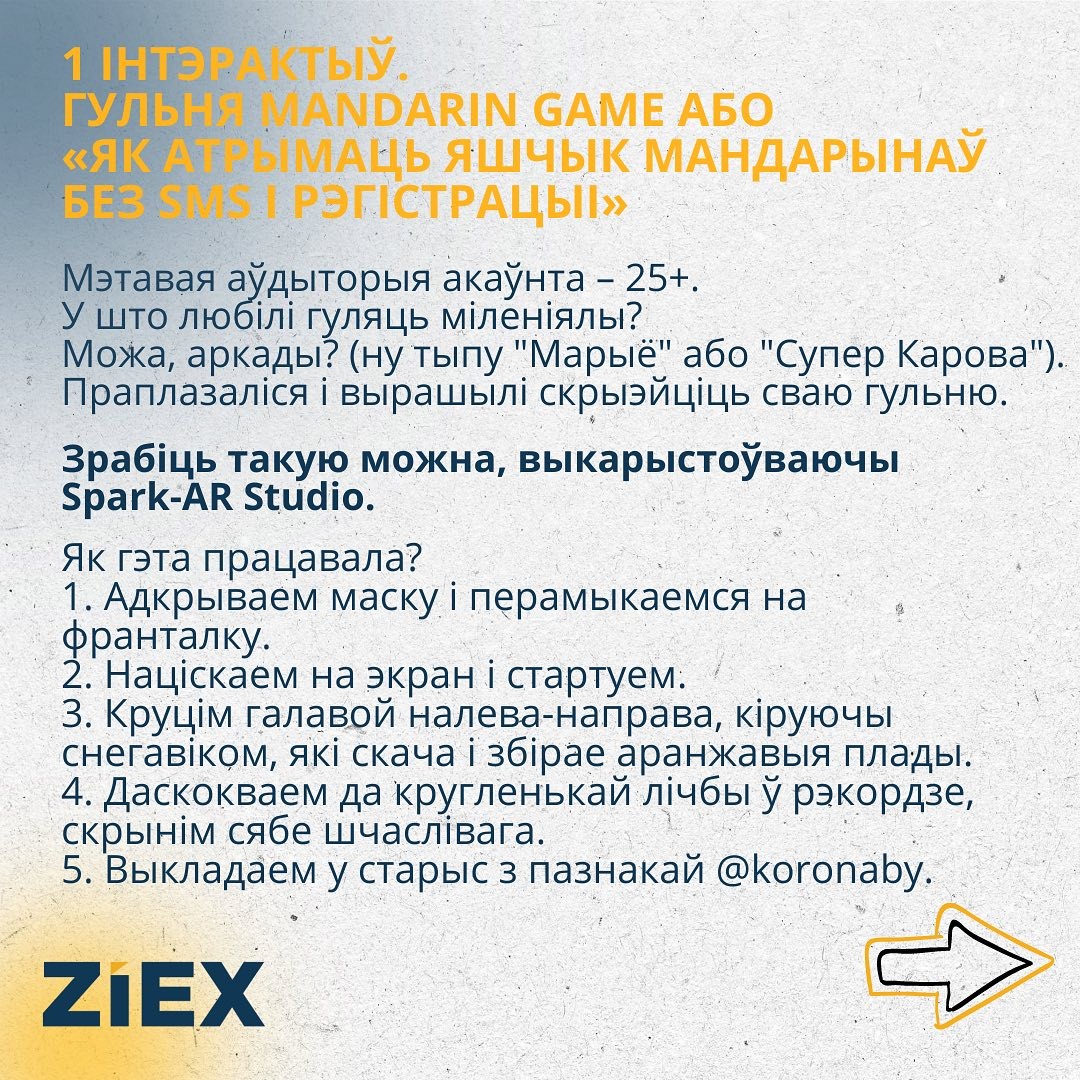 1 ІНТЭРАКТЫЎ.
ГУЛЬНЯ MANDARIN GAME АБО
«ЯК АТРЫМАЦЬ ЯШЧЫК МАНДАРЫНАЎ
БЕЗ SMS І РЭГІСТРАЦЫІ»
Мэтавая аўдыторыя акаўнта – 25+.
У што любілі гуляць міленіялы?
Можа, аркады? (ну тыпу "Марыё" або "Супер Карова").
Праплазаліся і вырашылі скрыэйціць сваю гульню.
Зрабіць такую можна, выкарыстоўваючы
Spark-AR Studio.
Як гэта працавала?
1. Адкрываем маску і перамыкаемся на
франталку.
2. Націскаем на экран і стартуем.
3. Круцім галавой налева-направа, кіруючы
снегавіком, які скача і збірае аранжавыя плады.
4. Даскокваем да кругленькай лічбы ў рэкордзе,
скрынім сябе шчаслівага.
5. Выкладаем у старыс з пазнакай @koronaby.
ZiEX